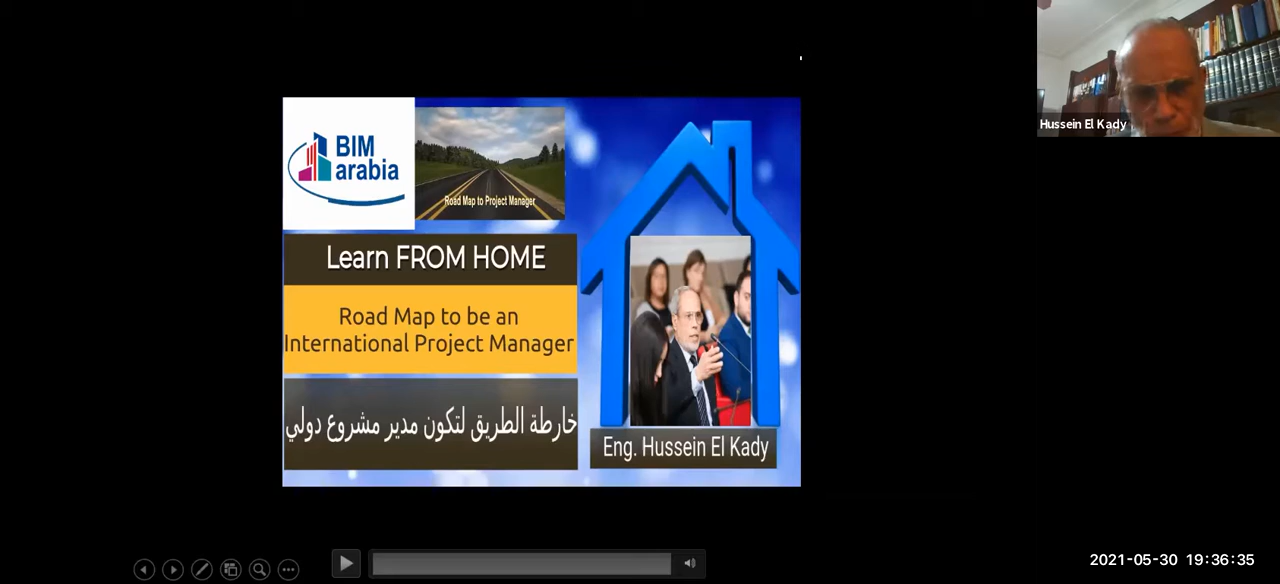 BIM
arabia
Road Map to Project Manager
Learn FROM HOME
Road Map to be an
International Project Manager
خارطة الطريق لتكون مدير مشروع دولي
Eng. Hussein El Kady
Hussein El Kady
2021-05-30 19:36:35